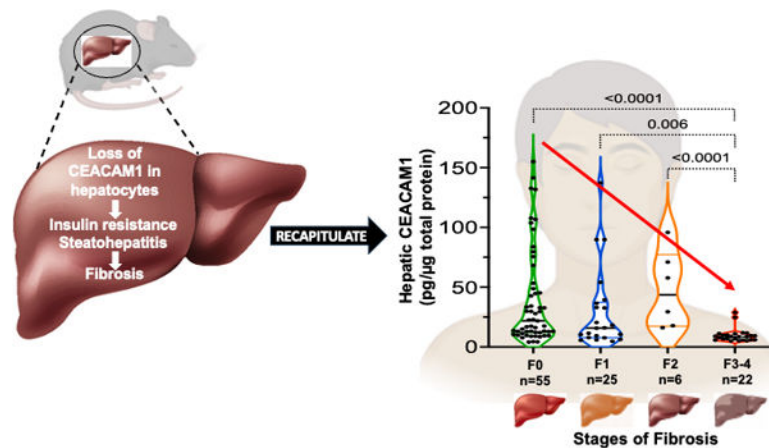 Loss of
CEACAM1 in
hepatocytes
Insulin resistance
Steatohepatitis
Fibrosis
RECAPITULATE
Hepatic CEACAM1
(pg/µg total protein)
200
150
100
50
0
<0.0001
0.006
<0.0001
F0 F1 F2 F3-4
n=55 n=25 n=6 n=22
Stages of Fibrosis